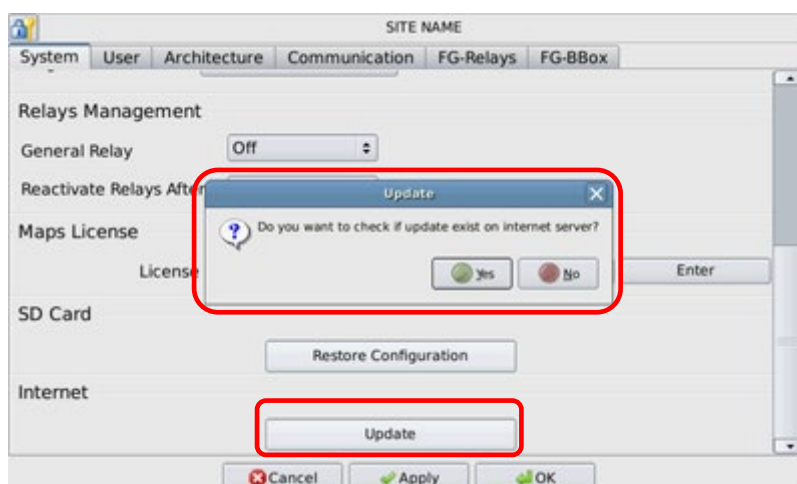 SITE NAME
System User Architecture Communication FG-Relays FG-BBox
Relays Management
General Relay Off
Reactivate Relays After
Update
Do you want to check if update exist on internet server?
Yes No
Maps License
License Enter
SD Card
Restore Configuration
Internet
Update
Cancel Apply OK